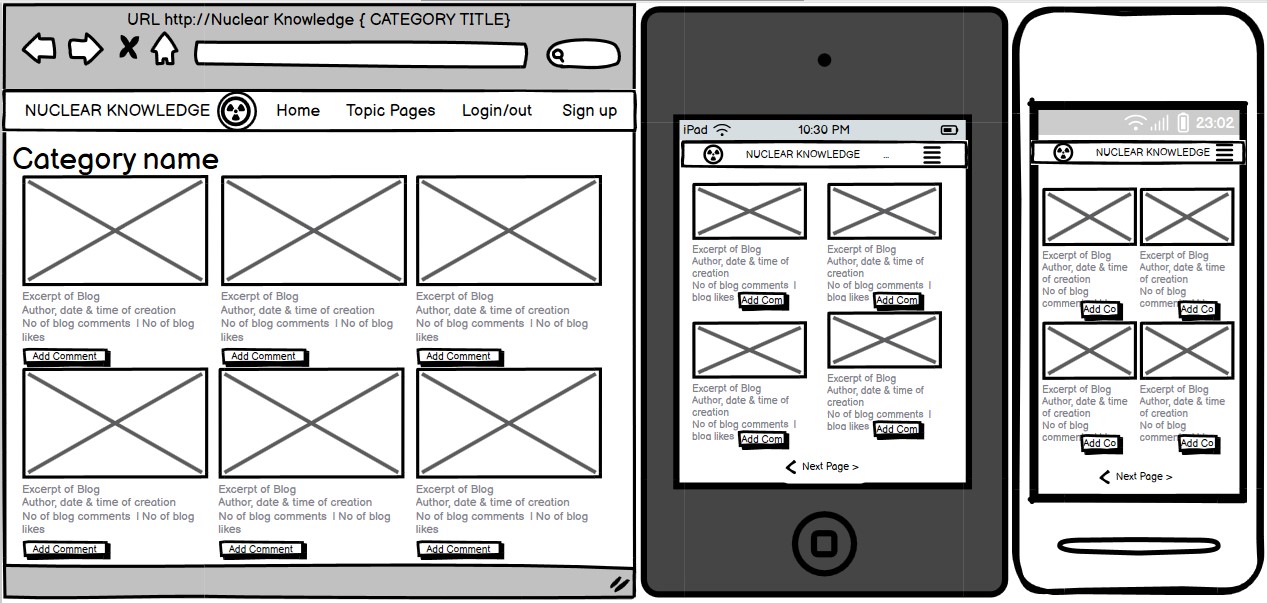 URL http://Nuclear Knowledge { CATEGORY TITLE}
NUCLEAR KNOWLEDGE Home Topic Pages Login/out Sign up
Category name
Excerpt of Blog
Author, date & time of creation
No of blog comments | No of blog
likes
Add Comment
Excerpt of Blog
Author, date & time of creation
No of blog comments | No of blog
likes
Add Comment
Excerpt of Blog
Author, date & time of creation
No of blog comments | No of blog
likes
Add Comment
Excerpt of Blog
Author, date & time of creation
No of blog comments | No of blog
likes
Add Comment
Excerpt of Blog
Author, date & time of creation
No of blog comments | No of blog
likes
Add Comment
Excerpt of Blog
Author, date & time of creation
No of blog comments | No of blog
likes
Add Comment
iPad 10:30 PM
NUCLEAR KNOWLEDGE ...
Excerpt of Blog
Author, date & time of
creation
No of blog comments |
blog likes
Add Com
Excerpt of Blog
Author, date & time of
creation
No of blog comments |
blog likes
Add Com
Excerpt of Blog
Author, date & time of
creation
No of blog comments |
blog likes
Add Com
Excerpt of Blog
Author, date & time of
creation
No of blog comments |
blog likes
Add Com
< Next Page >
23:02
NUCLEAR KNOWLEDGE
Excerpt of Blog
Author, date & time
of creation
No of blog
Add Co
Excerpt of Blog
Author, date & time
of creation
No of blog
Add Co
Excerpt of Blog
Author, date & time
of creation
No of blog
Add Co
Excerpt of Blog
Author, date & time
of creation
No of blog
Add Co
< Next Page >